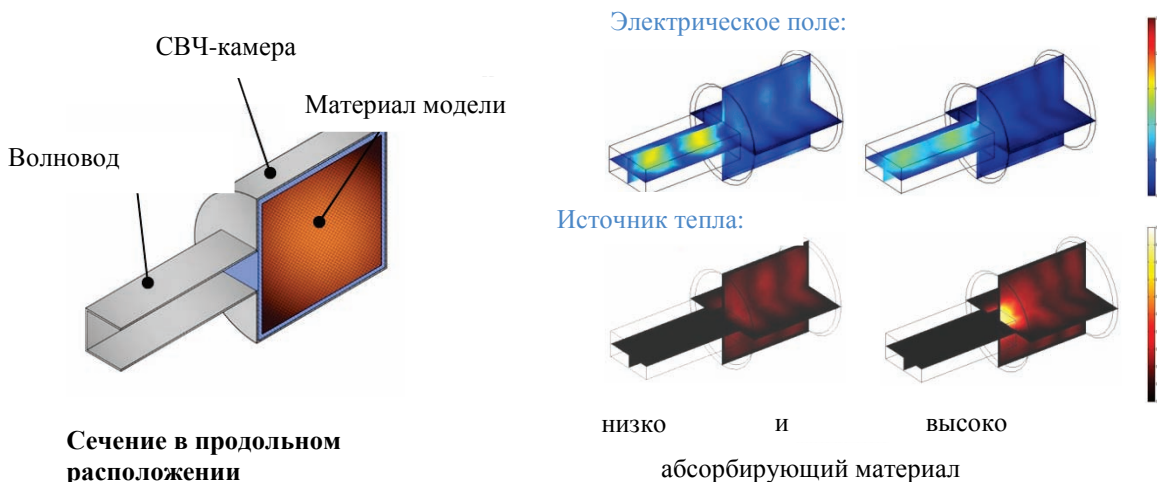 СВЧ-камера
Материал модели
Волновод
Сечение в продольном
расположении
Электрическое поле:
Источник тепла:
низко и высоко
абсорбирующий материал